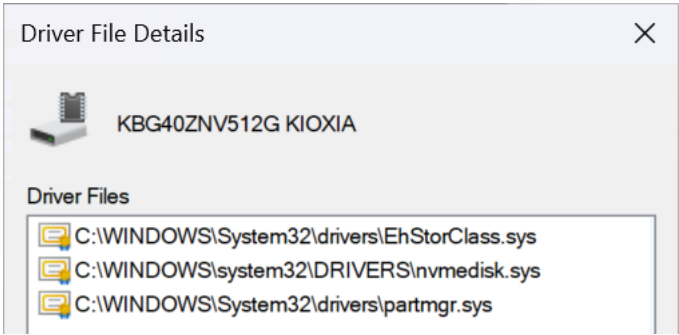 Driver File Details
KBG40ZNV512G KIOXIA
Driver Files
C:\WINDOWS\System32\drivers\EhStorClass.sys
C:\WINDOWS\system32\DRIVERS\nvmedisk.sys
C:\WINDOWS\System32\drivers\partmgr.sys